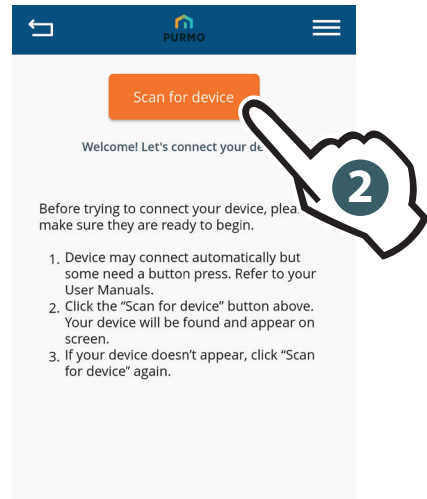 PURMO
Scan for device
2
Welcome! Let's connect your
Before trying to connect your device,
make sure they are ready to begin.
1. Device may connect automatically but
some need a button press. Refer to your
User Manuals.
2. Click the “Scan for device” button above.
Your device will be found and appear on
screen.
3. If your device doesn’t appear, click “Scan
for device” again.